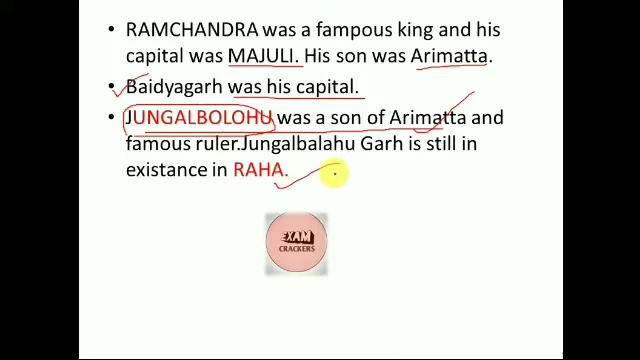 • RAMCHANDRA was a fampous king and his
capital was MAJULI. His son was Arimatta.
• Baidyagarh was his capital.
• JUNGALBOLOHU was a son of Arimatta and
famous ruler.Jungalbalahu Garh is still in
existance in RAHA.
EXAM
CRACKERS